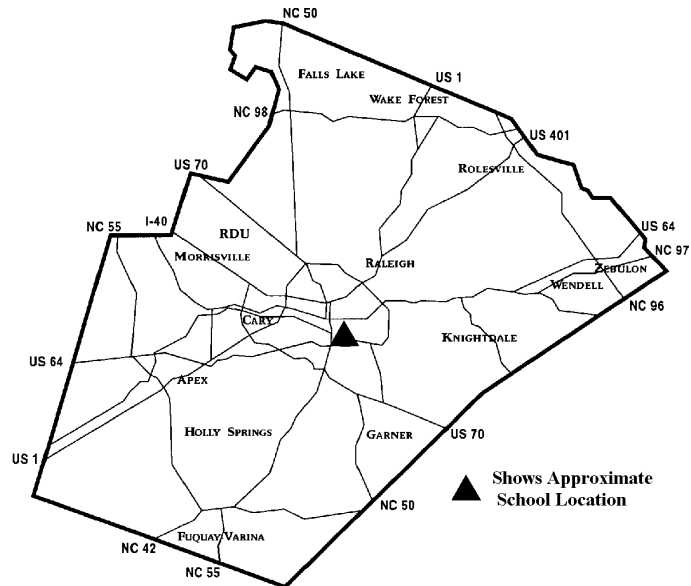 NC 50
FALLS LAKE
US 1
WAKE FOREST
NC 98
US 401
US 70
ROLESVILLE
NC 55
I-40
RDU
US 64
MORRISVILLE
RALEIGH
NC 97
ZEBULON
WENDELL
NC 96
CARY
KNIGHTDALE
US 64
APEX
HOLLY SPRINGS
GARNER
US 70
US 1
Shows Approximate
School Location
NC 50
FUQUAY VARINA
NC 42
NC 55